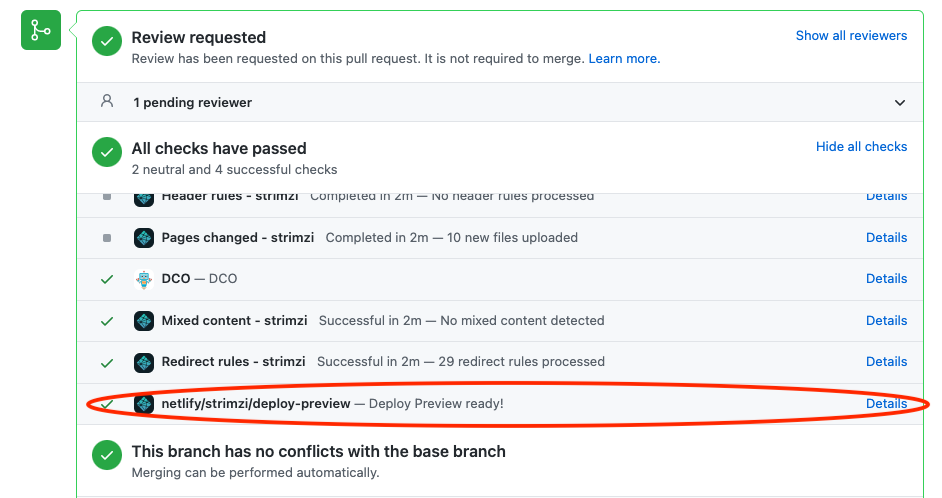 Review requested
Show all reviewers
Review has been requested on this pull request. It is not required to merge. Learn more.
1 pending reviewer
All checks have passed
Hide all checks
2 neutral and 4 successful checks
Header rules - strimzi Completed in 2m — No header rules processed Details
Pages changed - strimzi Completed in 2m — 10 new files uploaded Details
DCO — DCO Details
Mixed content - strimzi Successful in 2m — No mixed content detected Details
Redirect rules - strimzi Successful in 2m — 29 redirect rules processed Details
netlify/strimzi/deploy-preview — Deploy Preview ready! Details
This branch has no conflicts with the base branch
Merging can be performed automatically.